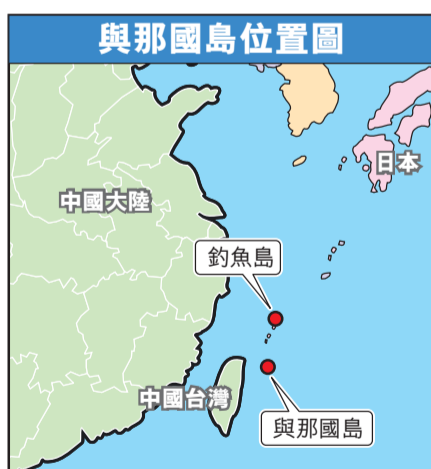 與那國島位置圖
日本
中國大陸
釣魚島
中國台灣
與那國島